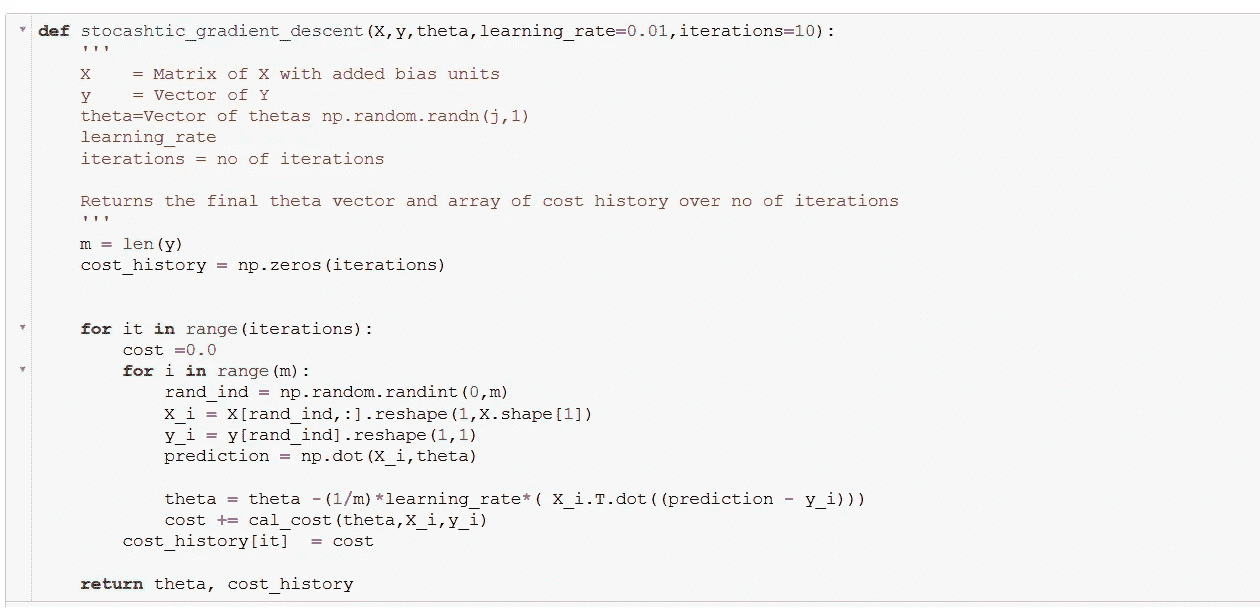 def stocashtic_gradient_descent(X,y,theta,learning_rate=0.01,iterations=10):
    '''
    X    = Matrix of X with added bias units
    y    = Vector of Y
    theta=Vector of thetas np.random.randn(j,1)
    learning_rate
    iterations = no of iterations

    Returns the final theta vector and array of cost history over no of iterations
    '''
    m = len(y)
    cost_history = np.zeros(iterations)


    for it in range(iterations):
        cost =0.0
        for i in range(m):
            rand_ind = np.random.randint(0,m)
            X_i = X[rand_ind,:].reshape(1,X.shape[1])
            y_i = y[rand_ind].reshape(1,1)
            prediction = np.dot(X_i,theta)

            theta = theta -(1/m)*learning_rate*( X_i.T.dot((prediction - y_i)))
            cost += cal_cost(theta,X_i,y_i)
        cost_history[it]  = cost

    return theta, cost_history